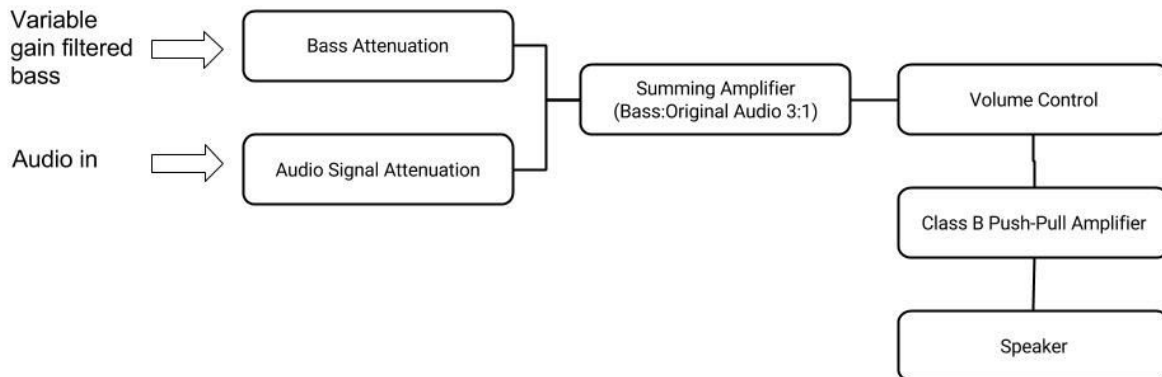 Variable
gain filtered
bass
Bass Attenuation
Summing Amplifier
(Bass:Original Audio 3:1)
Volume Control
Audio in
Audio Signal Attenuation
Class B Push-Pull Amplifier
Speaker